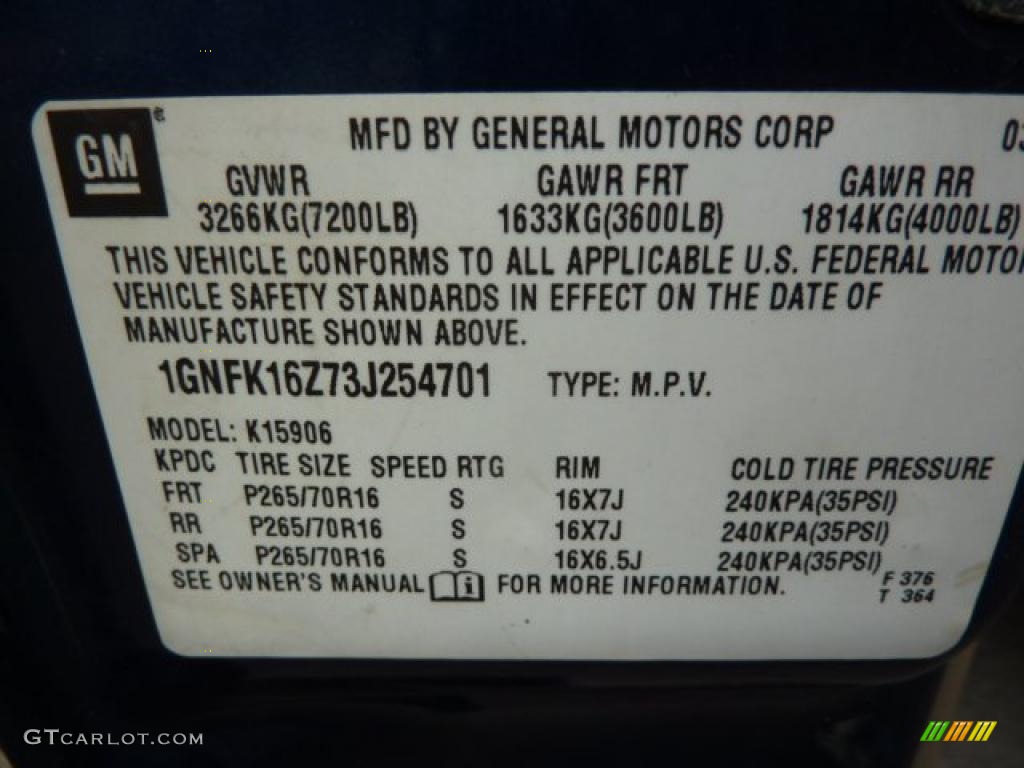 GM
MFD BY GENERAL MOTORS CORP
GVWR GAWR FRT GAWR RR
3266KG(7200LB) 1633KG(3600LB) 1814KG(4000LB)
THIS VEHICLE CONFORMS TO ALL APPLICABLE U.S. FEDERAL MOTO
VEHICLE SAFETY STANDARDS IN EFFECT ON THE DATE OF
MANUFACTURE SHOWN ABOVE.
1GNFK16Z73J254701 TYPE: M.P.V.
MODEL: K15906
KPDC TIRE SIZE SPEED RTG RIM COLD TIRE PRESSURE
FRT P265/70R16 S 16X7J 240KPA(35PSI)
RR P265/70R16 S 16X7J 240KPA(35PSI)
SPA P265/70R16 S 16X6.5J 240KPA(35PSI)
SEE OWNER'S MANUAL i FOR MORE INFORMATION.
F 376
T 364
GTCARLOT.COM